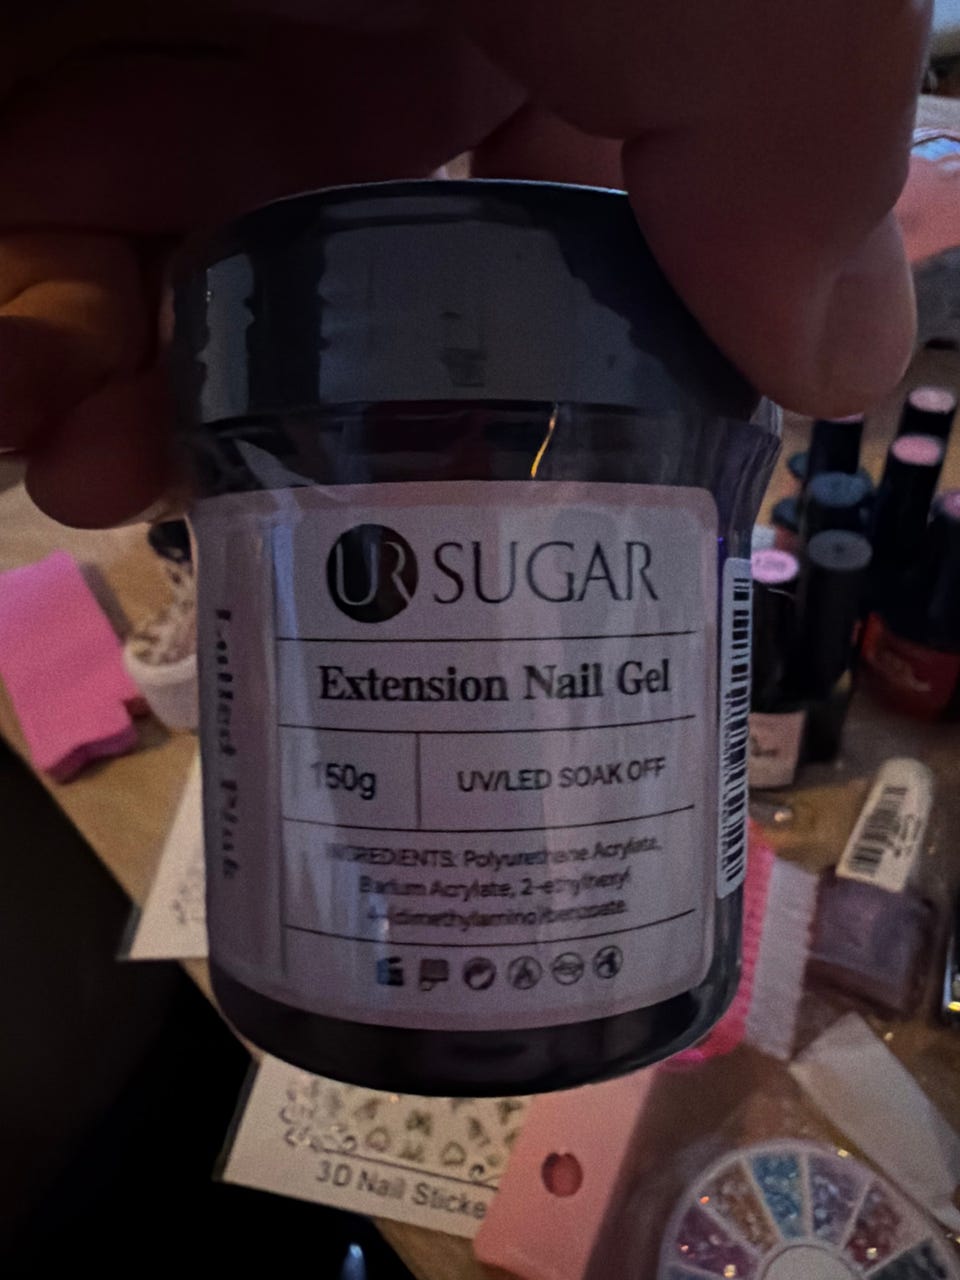 UR SUGAR
Extension Nail Gel
150g
UV/LED SOAK OFF
INGREDIENTS: Polyurethane Acrylate,
Barium Acrylate, 2-ethylhexyl
4-(dimethylamino)benzoate
3D Nail Sticke